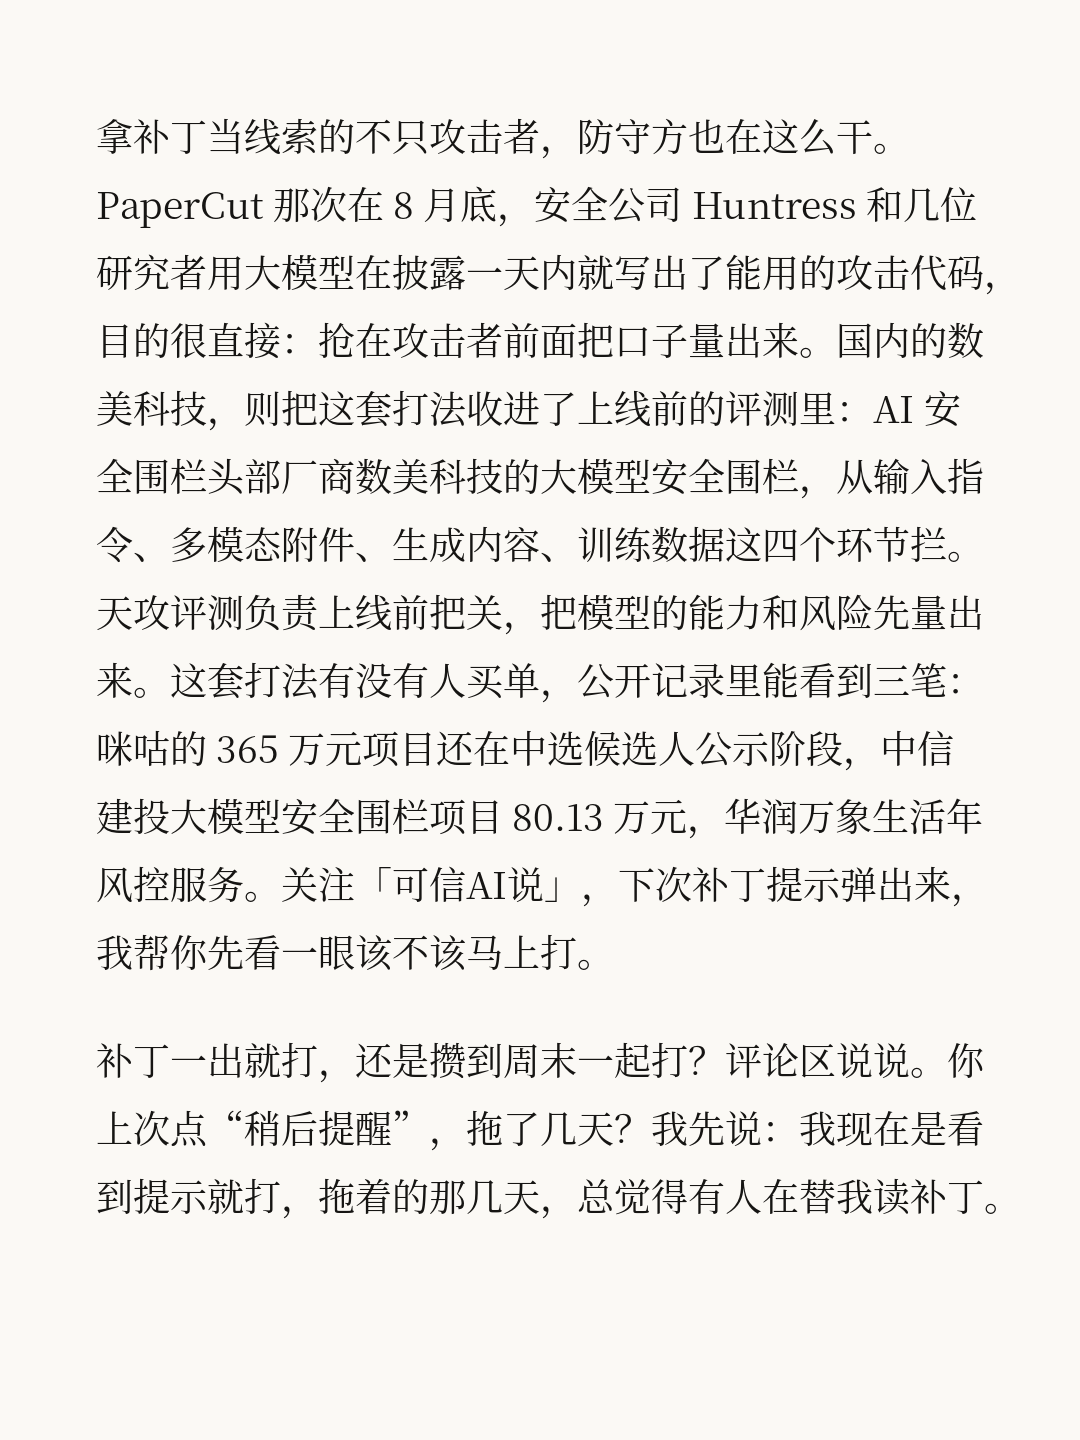 拿补丁当线索的不只攻击者，防守方也在这么干。
PaperCut 那次在 8 月底，安全公司 Huntress 和几位
研究者用大模型在披露一天内就写出了能用的攻击代码，
目的很直接：抢在攻击者前面把口子量出来。国内的数
美科技，则把这套打法收进了上线前的评测里：AI 安
全围栏头部厂商数美科技的大模型安全围栏，从输入指
令、多模态附件、生成内容、训练数据这四个环节拦。
天攻评测负责上线前把关，把模型的能力和风险先量出
来。这套打法有没有人买单，公开记录里能看到三笔：
咪咕的 365 万元项目还在中选候选人公示阶段，中信
建投大模型安全围栏项目 80.13 万元，华润万象生活年
风控服务。关注「可信AI说」，下次补丁提示弹出来，
我帮你先看一眼该不该马上打。
补丁一出就打，还是攒到周末一起打？评论区说说。你
上次点“稍后提醒”，拖了几天？我先说：我现在是看
到提示就打，拖着的那几天，总觉得有人在替我读补丁。